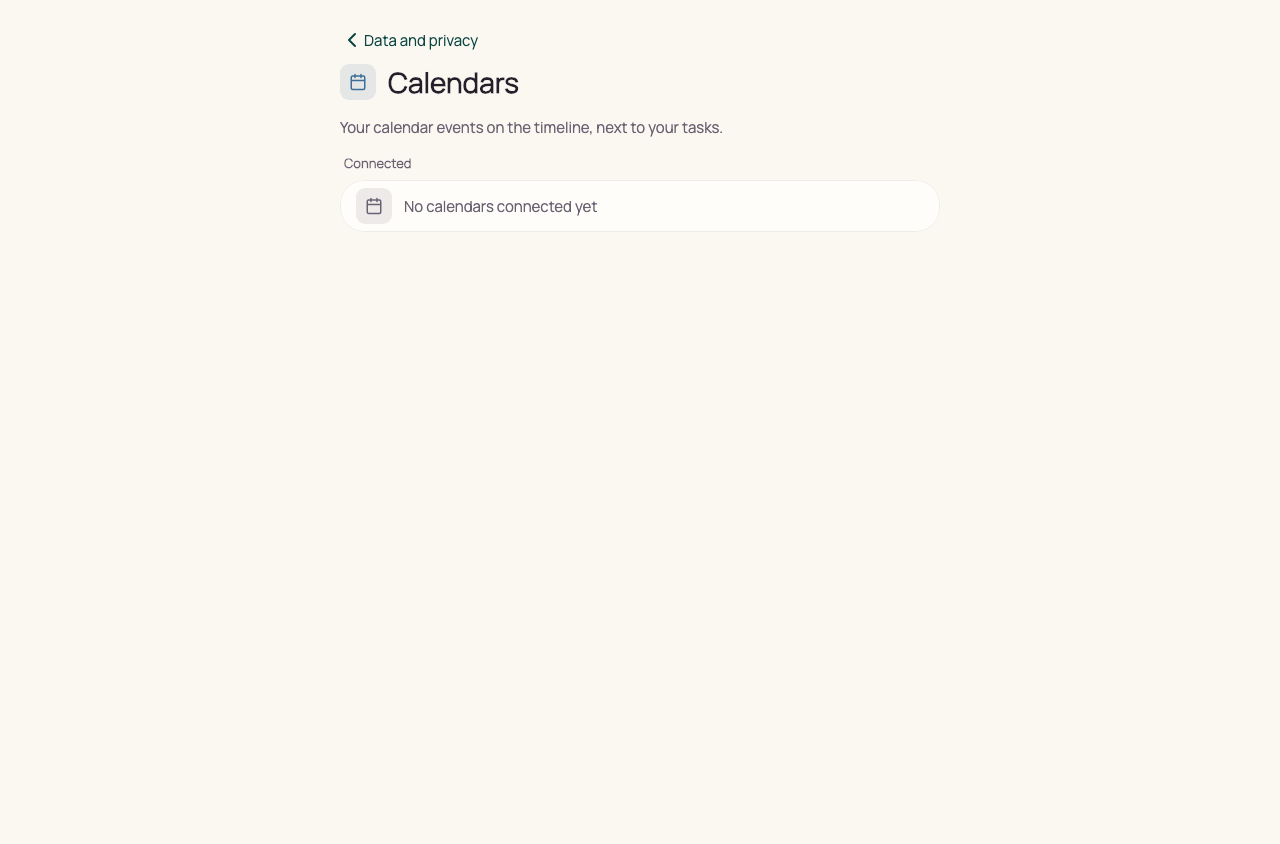 Data and privacy
Calendars
Your calendar events on the timeline, next to your tasks.
Connected
No calendars connected yet